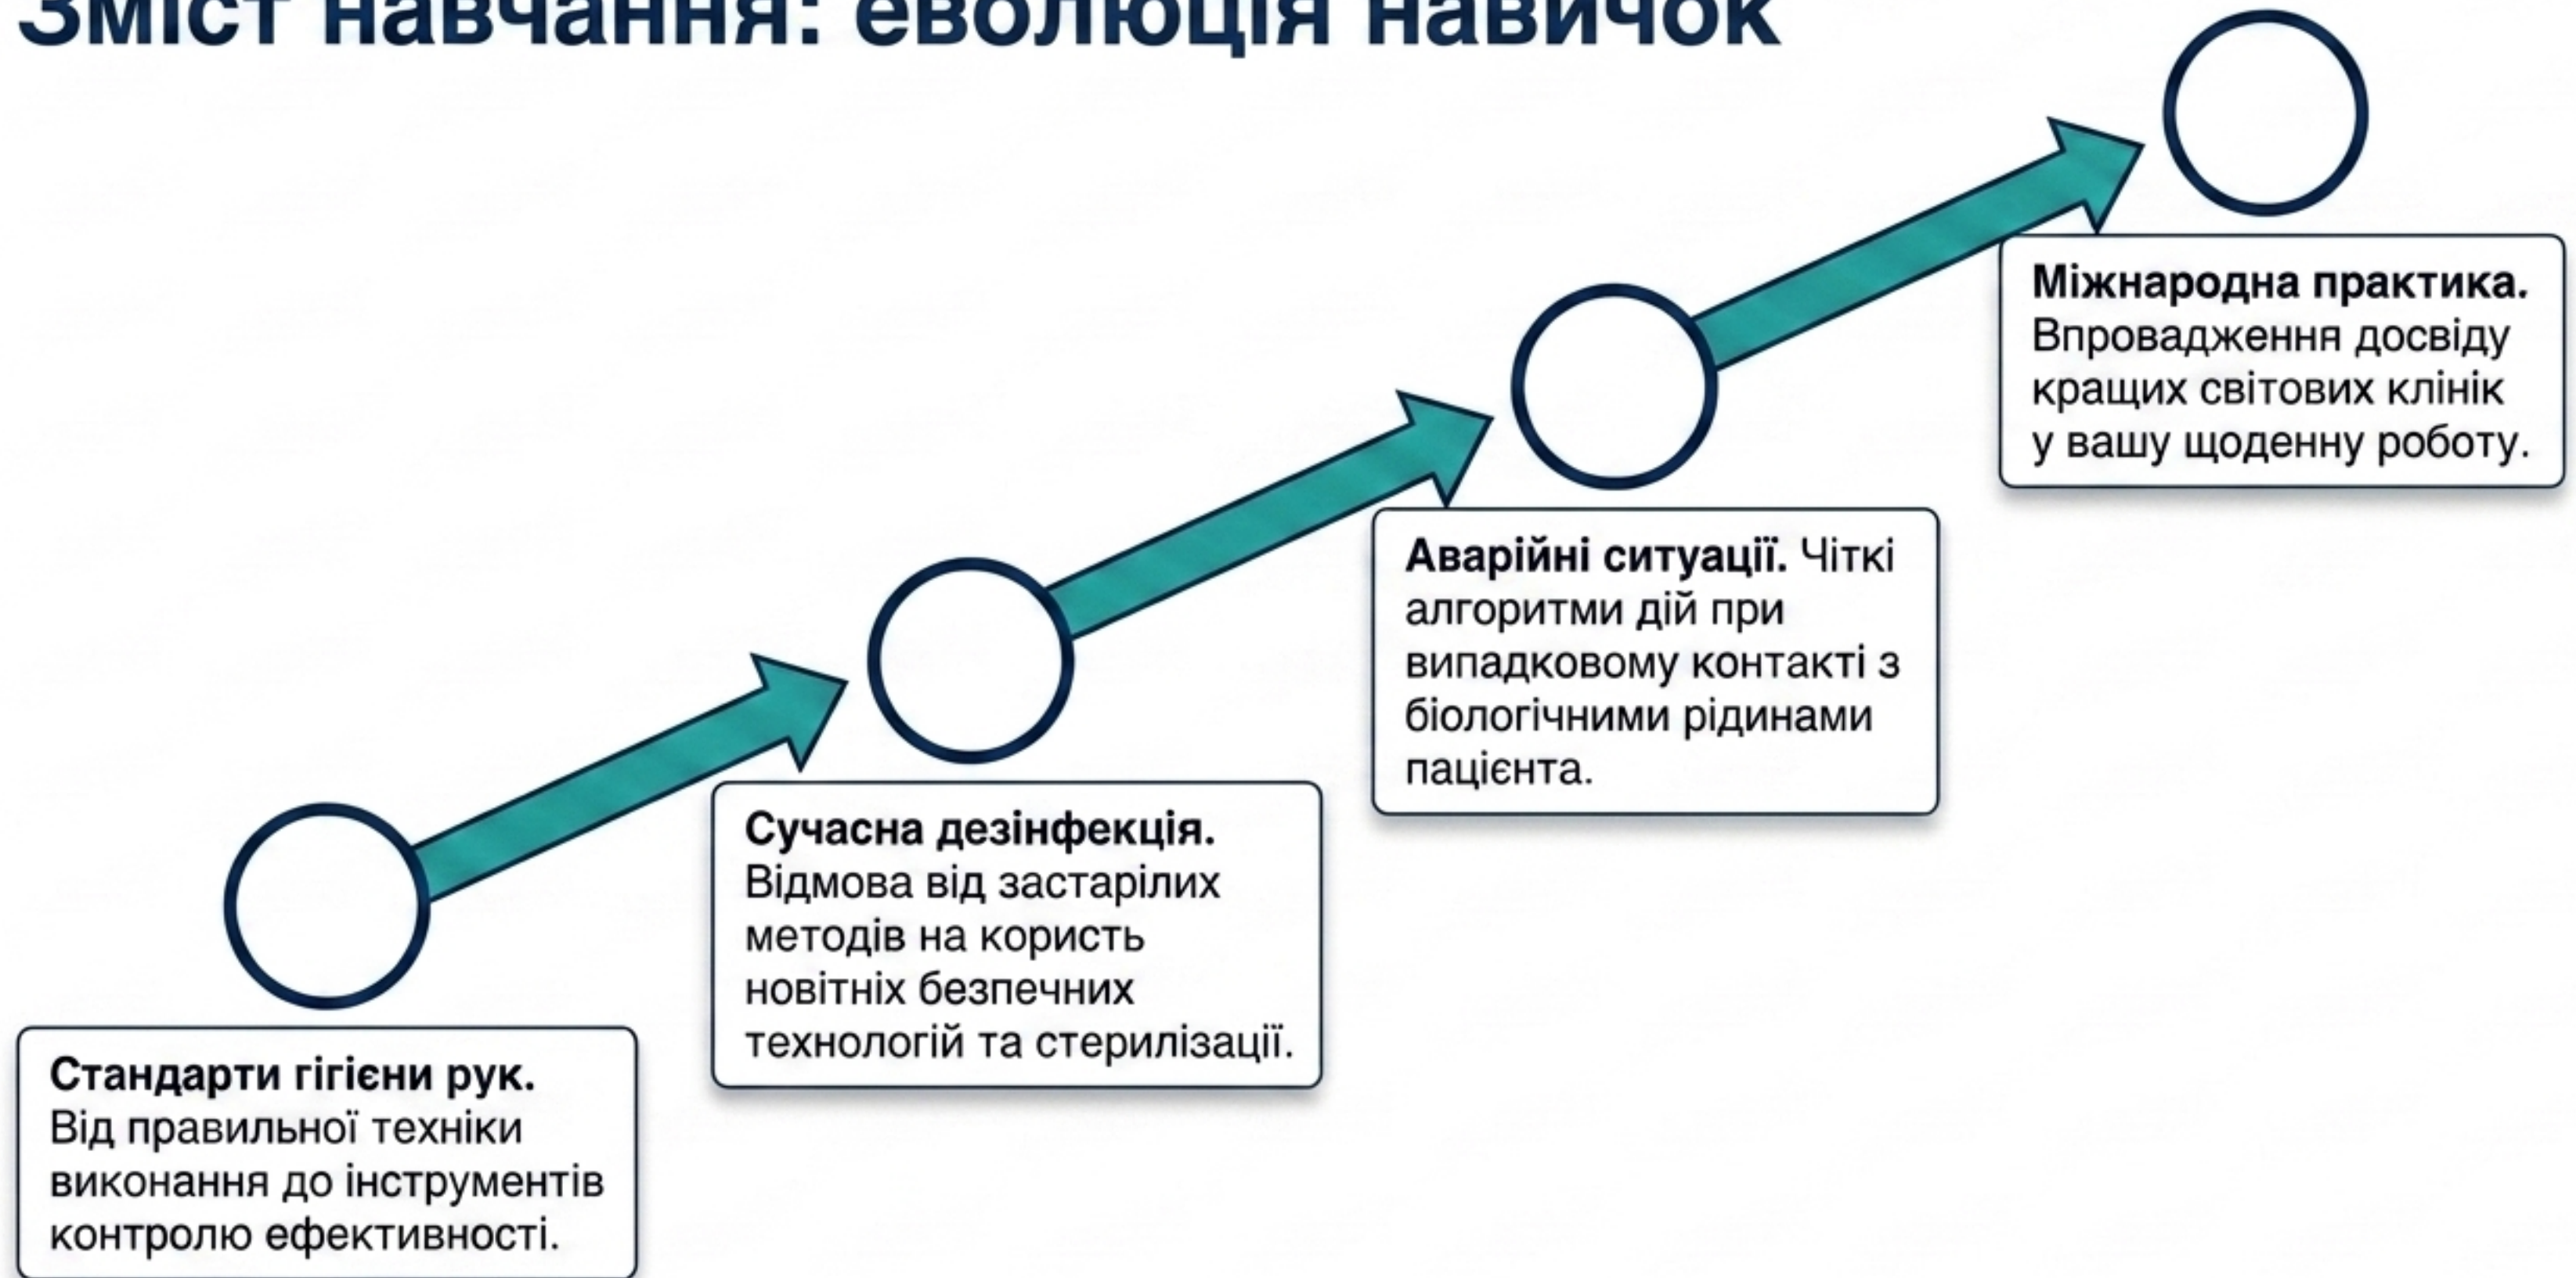 Зміст навчання: еволюція навичок
Міжнародна практика.
Впровадження досвіду
кращих світових клінік
у вашу щоденну роботу.
Аварійні ситуації. Чіткі
алгоритми дій при
випадковому контакті з
біологічними рідинами
пацієнта.
Сучасна дезінфекція.
Відмова від застарілих
методів на користь
новітніх безпечних
технологій та стерилізації.
Стандарти гігієни рук.
Від правильної техніки
виконання до інструментів
контролю ефективності.